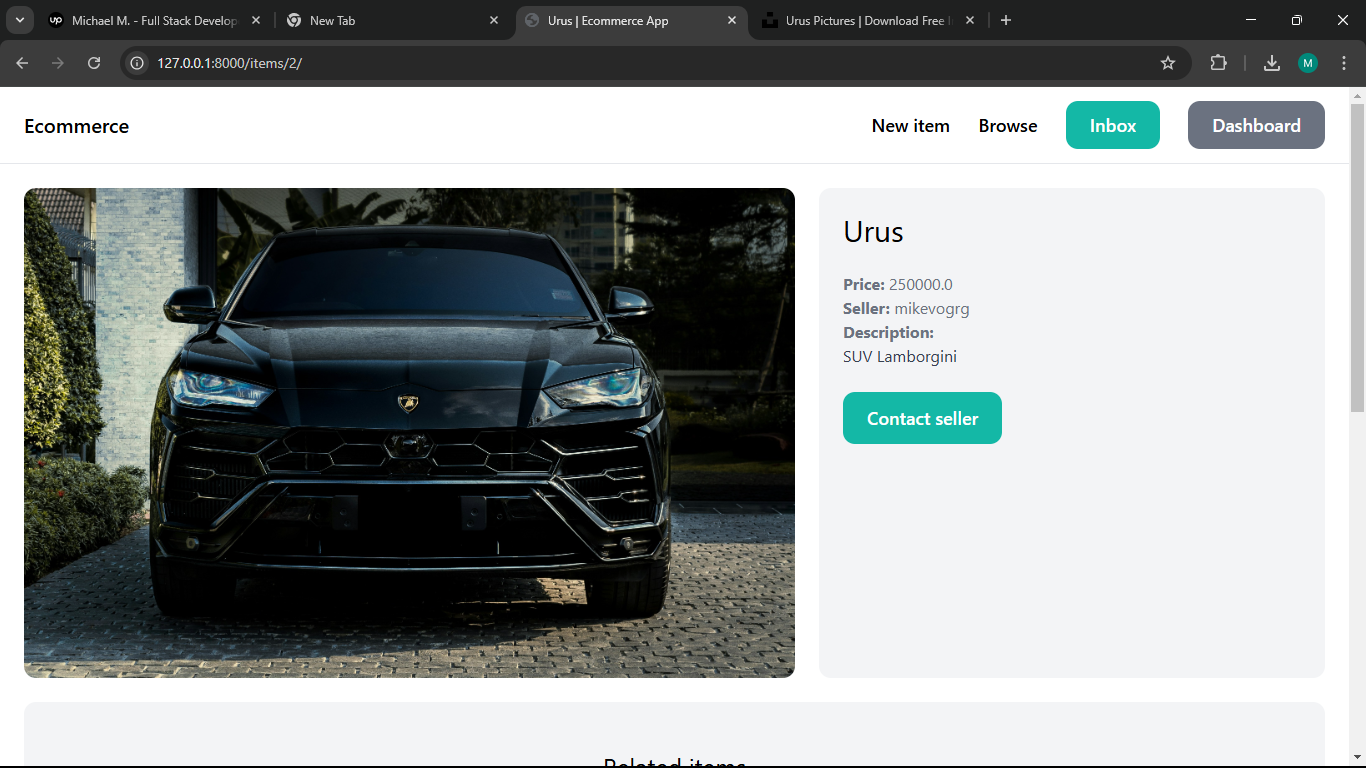 Michael M. - Full Stack Develop
New Tab
Urus | Ecommerce App
Urus Pictures | Download Free I
127.0.0.1:8000/items/2/
M
Ecommerce
New item
Browse
Inbox
Dashboard
Urus
Price: 250000.0
Seller: mikevogrg
Description:
SUV Lamborgini
Contact seller
Related items